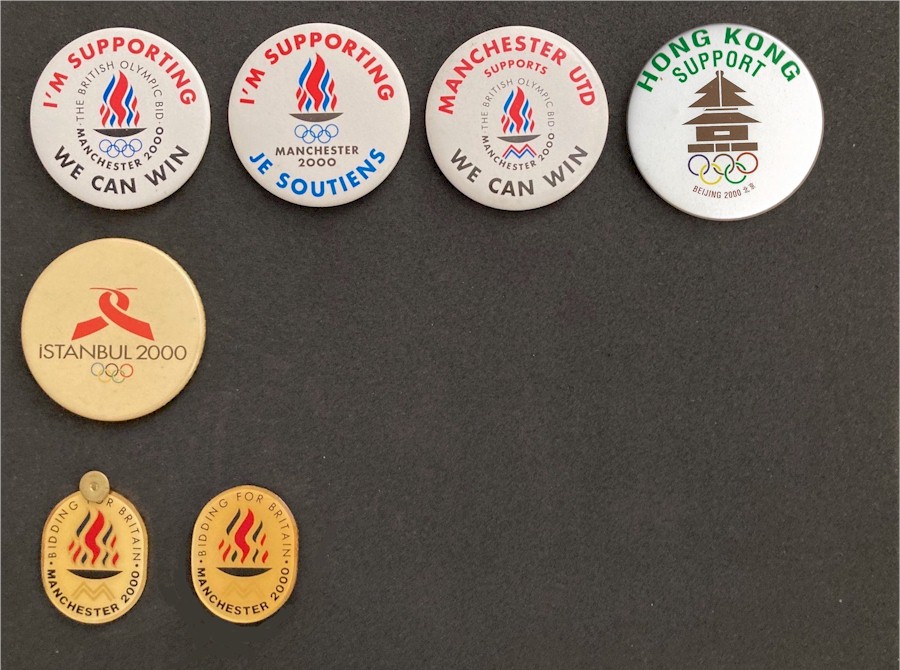 I'M SUPPORTING
·THE BRITISH OLYMPIC BID·
MANCHESTER 2000
WE CAN WIN
I'M SUPPORTING
MANCHESTER
2000
JE SOUTIENS
MANCHESTER UTD
SUPPORTS
·THE BRITISH OLYMPIC BID·
MANCHESTER 2000
WE CAN WIN
HONG KONG
SUPPORT
BEIJING 2000 北京
iSTANBUL 2000
·BIDDING F R BRITAIN·
MANCHESTER 2000
·BIDDING FOR BRITAIN·
MANCHESTER 2000